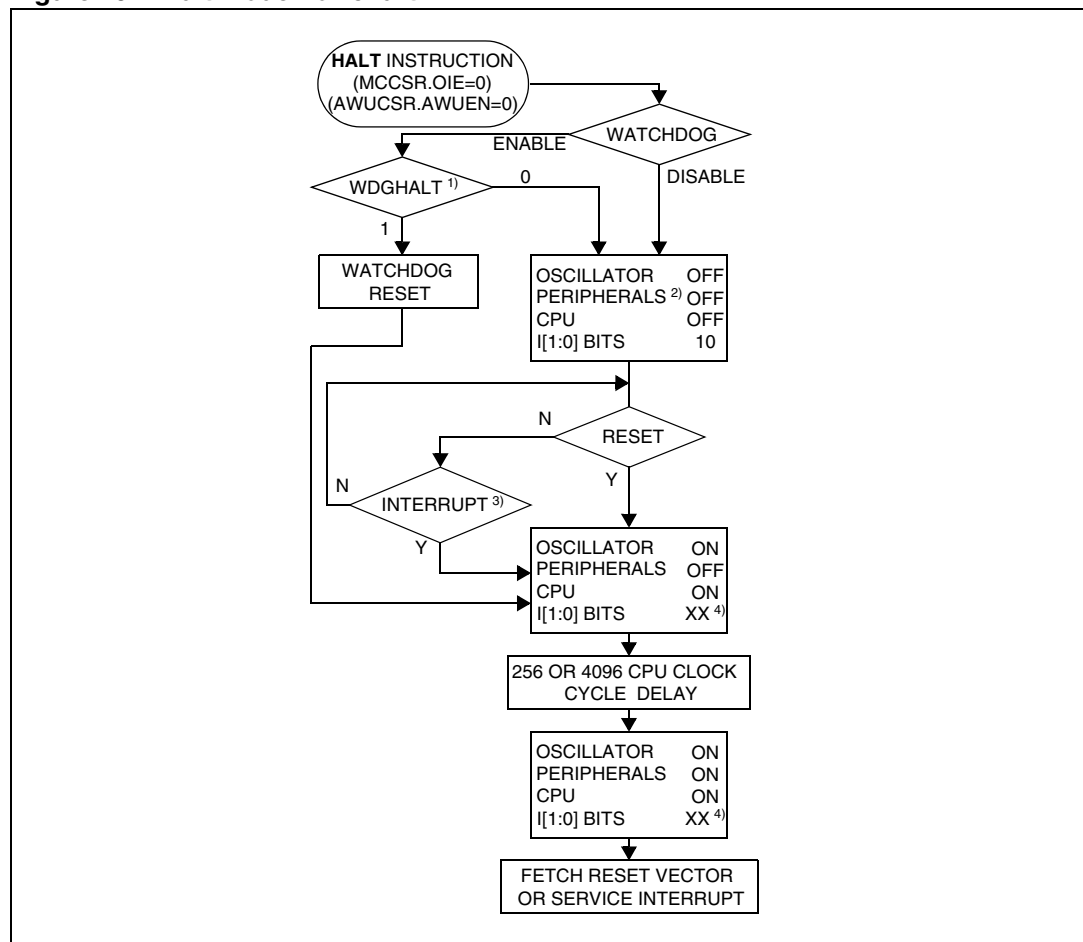 HALT INSTRUCTION
(MCCSR.OIE=0)
(AWUCSR.AWUEN=0)
WATCHDOG
ENABLE
DISABLE
WDGHALT 1)
0
1
WATCHDOG
RESET
OSCILLATOR OFF
PERIPHERALS 2) OFF
CPU OFF
I[1:0] BITS 10
N
RESET
Y
N
INTERRUPT 3)
Y
OSCILLATOR ON
PERIPHERALS OFF
CPU ON
I[1:0] BITS XX 4)
256 OR 4096 CPU CLOCK
CYCLE DELAY
OSCILLATOR ON
PERIPHERALS ON
CPU ON
I[1:0] BITS XX 4)
FETCH RESET VECTOR
OR SERVICE INTERRUPT